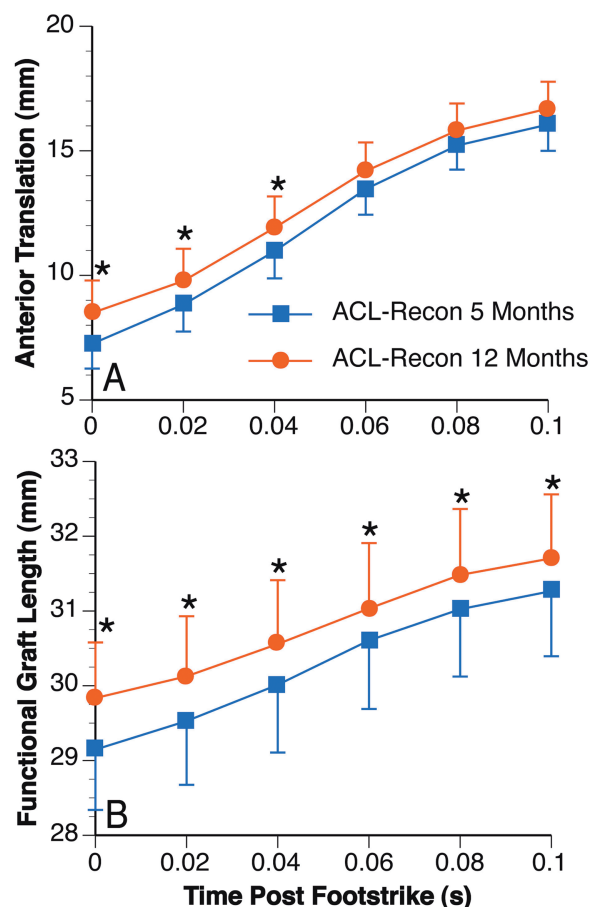 Anterior Translation (mm)
20
15
10
5
*
*
*
ACL-Recon 5 Months
ACL-Recon 12 Months
A
0 0.02 0.04 0.06 0.08 0.1
Functional Graft Length (mm)
33
32
31
30
29
28
*
*
*
*
*
*
B
0 0.02 0.04 0.06 0.08 0.1
Time Post Footstrike (s)